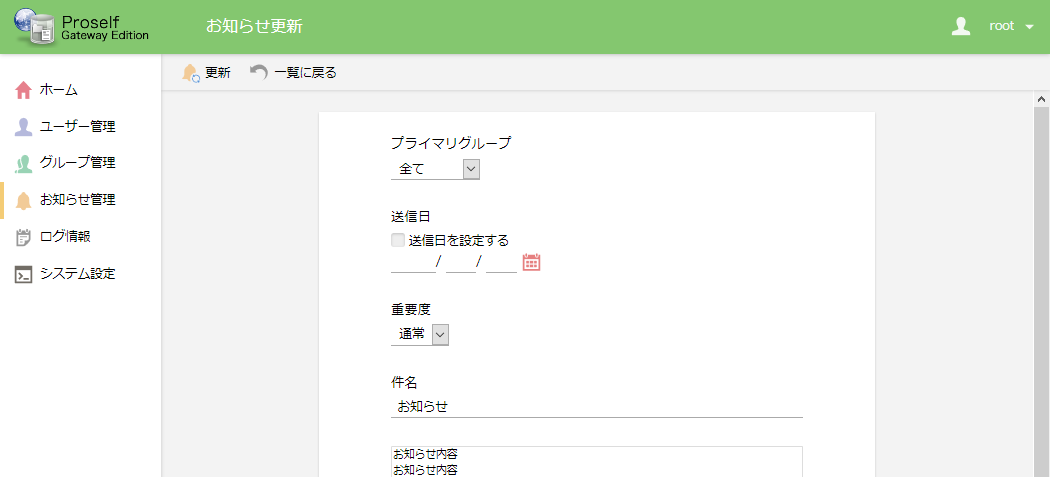 Proself
Gateway Edition
お知らせ更新
root
更新
一覧に戻る
ホーム
ユーザー管理
グループ管理
お知らせ管理
ログ情報
システム設定
プライマリグループ
全て
送信日
送信日を設定する
/ /
重要度
通常
件名
お知らせ
お知らせ内容
お知らせ内容